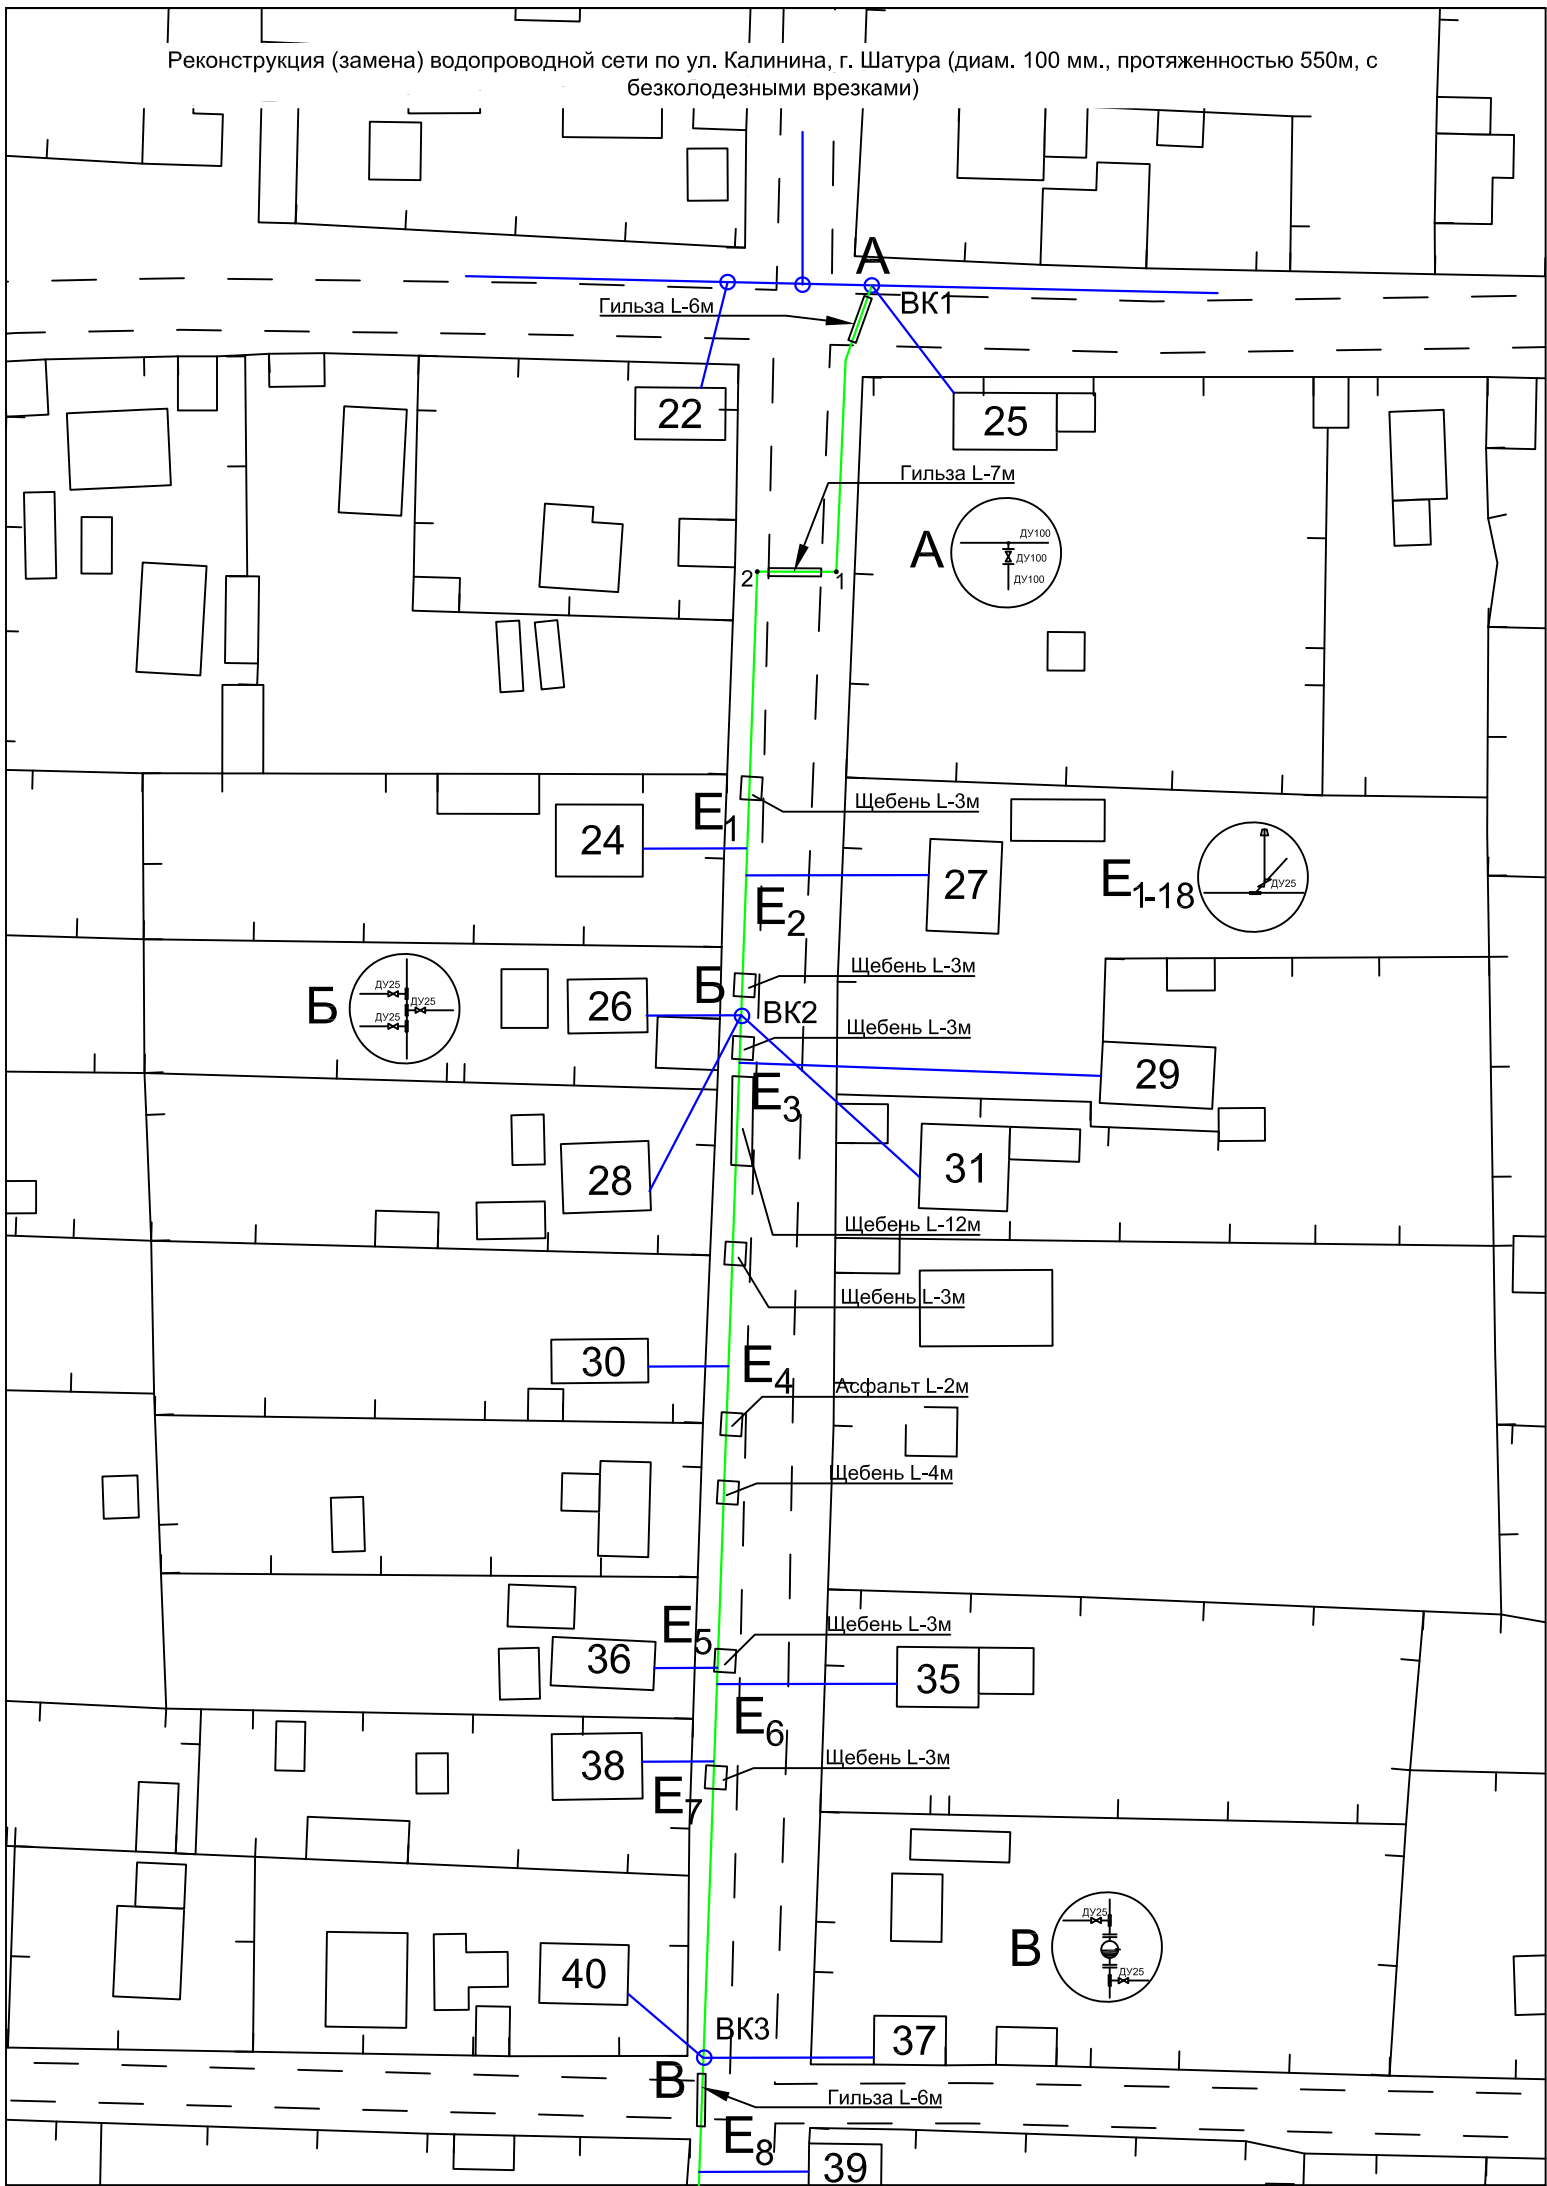 Реконструкция (замена) водопроводной сети по ул. Калинина, г. Шатура (диам. 100 мм., протяженностью 550м, с
безколодезными врезками)
А
ВК1
Гильза L-6м
22
25
Гильза L-7м
А
ДУ100
ДУ100
ДУ100
2
1
Щебень L-3м
Е1
24
27
Е1-18
ДУ25
Е2
Щебень L-3м
Б
ДУ25
ДУ25
ДУ25
26
Б
ВК2
Щебень L-3м
29
Е3
31
28
Щебень L-12м
Щебень L-3м
30
Е4
Асфальт L-2м
Щебень L-4м
Щебень L-3м
Е5
36
35
Е6
Щебень L-3м
38
Е7
ДУ25
В
ДУ25
40
ВК3
37
В
Гильза L-6м
Е8
39